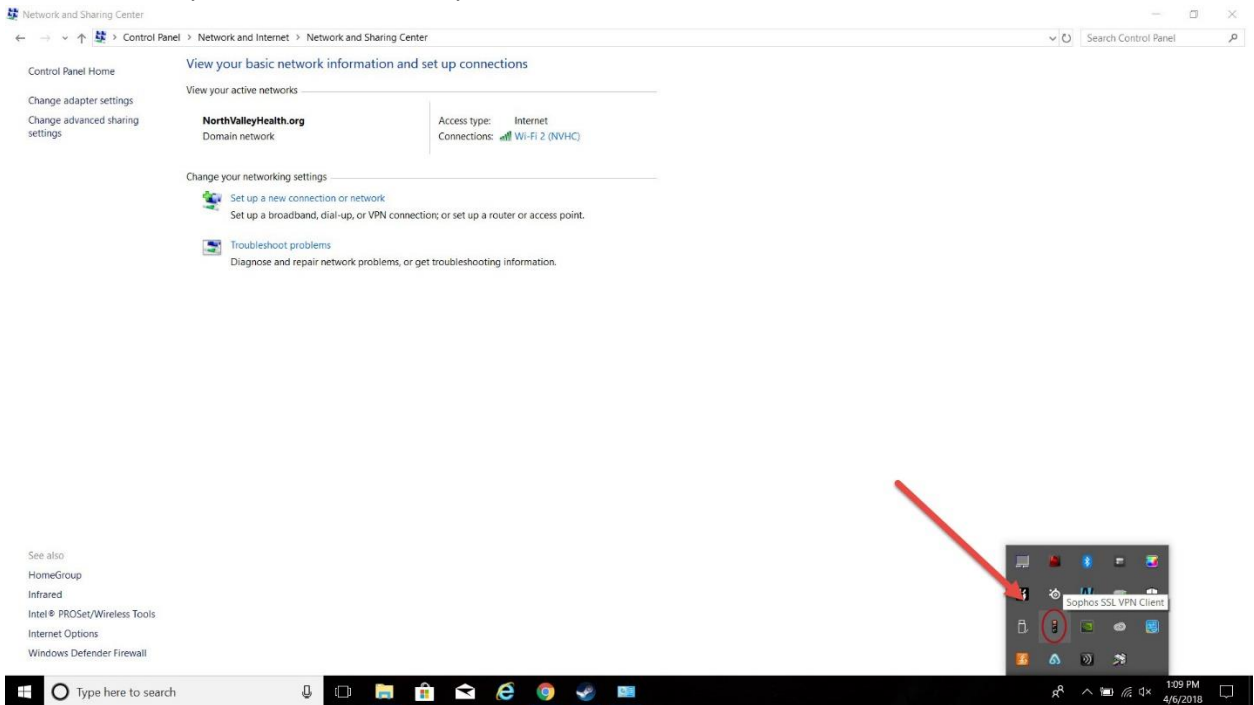 Network and Sharing Center
Control Panel > Network and Internet > Network and Sharing Center
Search Control Panel
Control Panel Home
Change adapter settings
Change advanced sharing
settings
View your basic network information and set up connections
View your active networks
NorthValleyHealth.org
Domain network
Access type: Internet
Connections: Wi-Fi 2 (NVHC)
Change your networking settings
Set up a new connection or network
Set up a broadband, dial-up, or VPN connection; or set up a router or access point.
Troubleshoot problems
Diagnose and repair network problems, or get troubleshooting information.
See also
HomeGroup
Infrared
Intel® PROSet/Wireless Tools
Internet Options
Windows Defender Firewall
Sophos SSL VPN Client
Type here to search
1:09 PM
4/6/2018